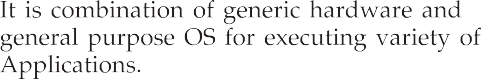 It is combination of generic hardware and
general purpose OS for executing variety of
Applications.